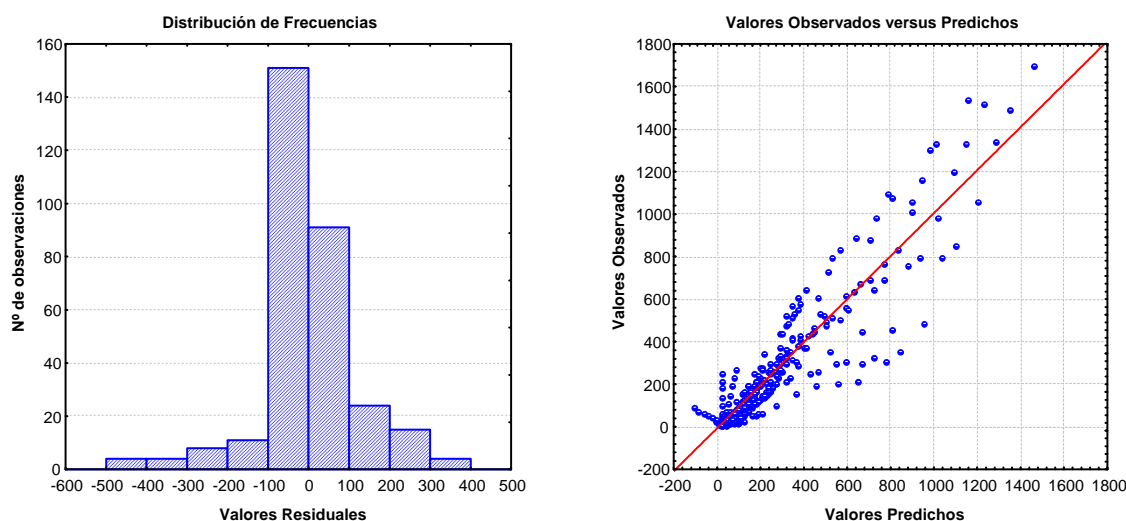 Distribución de Frecuencias
160
140
120
100
80
60
40
20
0
-600 -500 -400 -300 -200 -100 0 100 200 300 400 500
Nº de observaciones
Valores Residuales
Valores Observados versus Predichos
1800
1600
1400
1200
1000
800
600
400
200
0
-200
-200 0 200 400 600 800 1000 1200 1400 1600 1800
Valores Observados
Valores Predichos